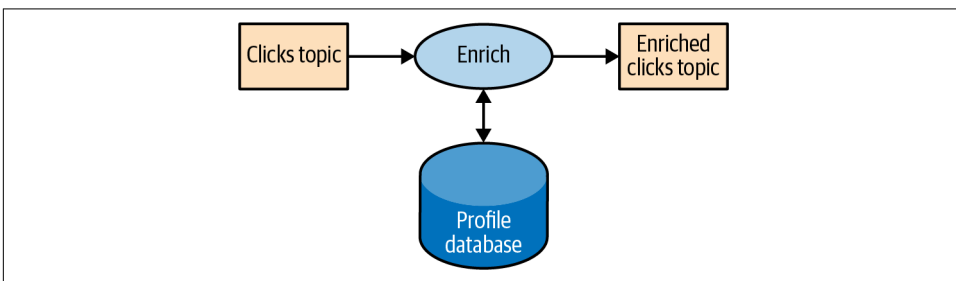 Clicks topic
Enrich
Enriched
clicks topic
Profile
database